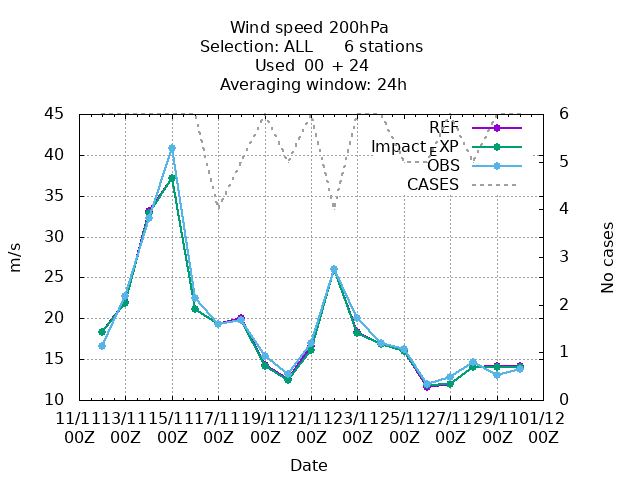 Wind speed 200hPa
Selection: ALL 6 stations
Used 00 + 24
Averaging window: 24h
45
40
35
30
25
20
15
10
m/s
6
5
4
3
2
1
0
No cases
REF
Impact_EXP
OBS
CASES
11/11 13/11 15/11 17/11 19/11 21/11 23/11 25/11 27/11 29/11 01/12
00Z 00Z 00Z 00Z 00Z 00Z 00Z 00Z 00Z 00Z 00Z
Date